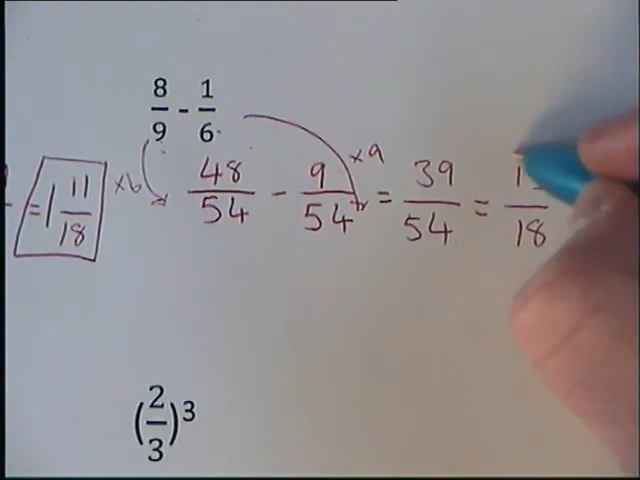 8/9 - 1/6
×6 ×9
= 1 11/18
48/54 - 9/54 = 39/54 = 1 /18
(2/3)³